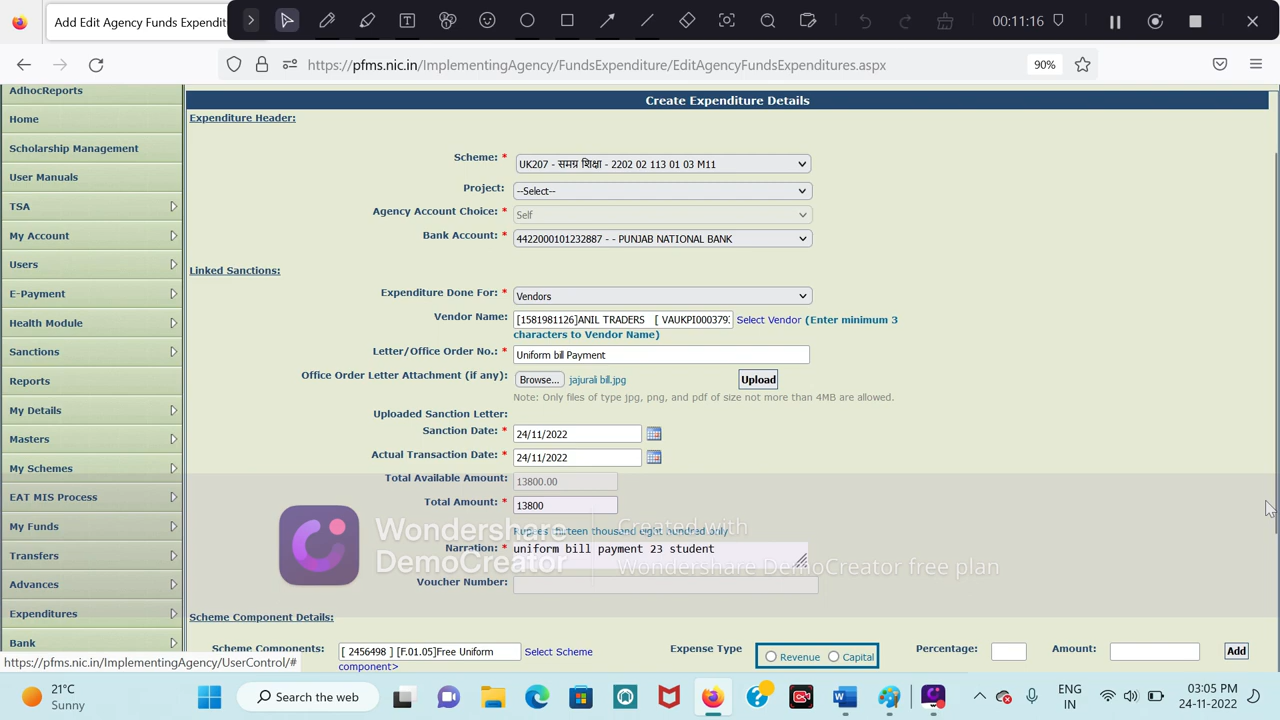 Add Edit Agency Funds Expendit
00:11:16
https://pfms.nic.in/ImplementingAgency/FundsExpenditure/EditAgencyFundsExpenditures.aspx
90%
AdhocReports
Home
Scholarship Management
User Manuals
TSA
My Account
Users
E-Payment
Health Module
Sanctions
Reports
My Details
Masters
My Schemes
EAT MIS Process
My Funds
Transfers
Advances
Expenditures
Bank
https://pfms.nic.in/ImplementingAgency/UserControl/#
Create Expenditure Details
Expenditure Header:
Scheme: * UK207 - समग्र शिक्षा - 2202 02 113 01 03 M11
Project: --Select--
Agency Account Choice: * Self
Bank Account: * 4422000101232887 - - PUNJAB NATIONAL BANK
Linked Sanctions:
Expenditure Done For: * Vendors
Vendor Name: [1581981126]ANIL TRADERS [ VAUKPI000379 Select Vendor (Enter minimum 3
characters to Vendor Name)
Letter/Office Order No.: * Uniform bill Payment
Office Order Letter Attachment (if any): Browse... jajurali bill.jpg Upload
Note: Only files of type jpg, png, and pdf of size not more than 4MB are allowed.
Uploaded Sanction Letter:
Sanction Date: * 24/11/2022
Actual Transaction Date: * 24/11/2022
Total Available Amount: 13800.00
Total Amount: * 13800
Rupees thirteen thousand eight hundred only
Narration: * uniform bill payment 23 student
Voucher Number:
Wondershare
DemoCreator
Created with
Wondershare DemoCreator free plan
Scheme Component Details:
Scheme Components: [ 2456498 ] [F.01.05]Free Uniform Select Scheme Expense Type Revenue Capital Percentage: Amount: Add
component>
21°C
Sunny
Search the web
ENG
IN
03:05 PM
24-11-2022